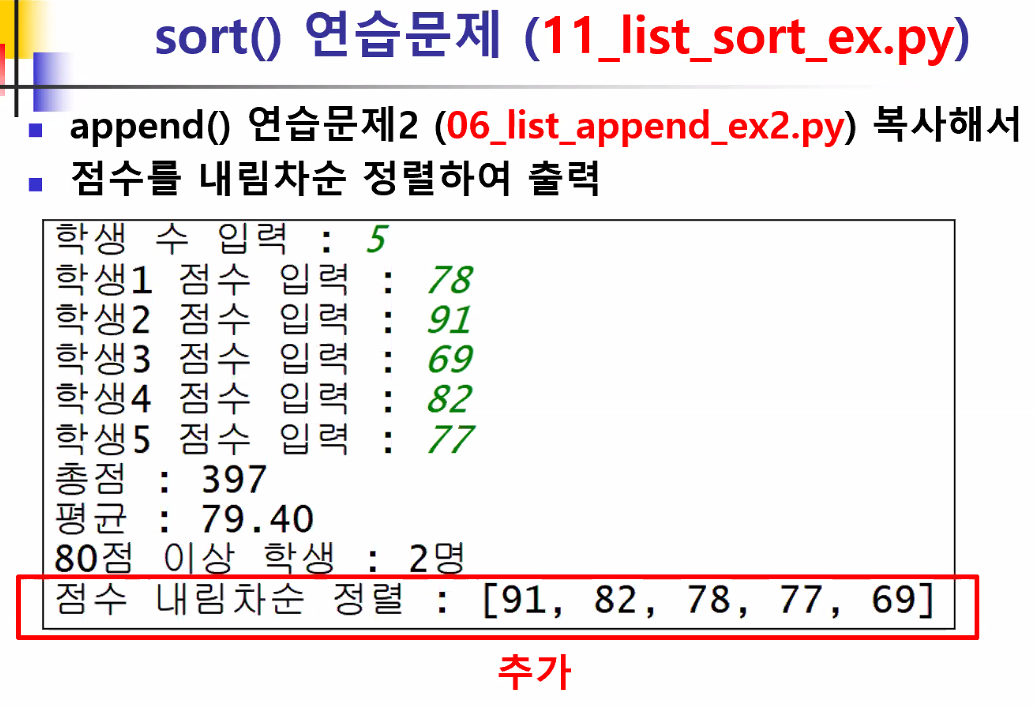 sort() 연습문제 (11_list_sort_ex.py)
append() 연습문제2 (06_list_append_ex2.py) 복사해서
점수를 내림차순 정렬하여 출력
학생 수 입력 : 5
학생1 점수 입력 : 78
학생2 점수 입력 : 91
학생3 점수 입력 : 69
학생4 점수 입력 : 82
학생5 점수 입력 : 77
총점 : 397
평균 : 79.40
80점 이상 학생 : 2명
점수 내림차순 정렬 : [91, 82, 78, 77, 69]
추가